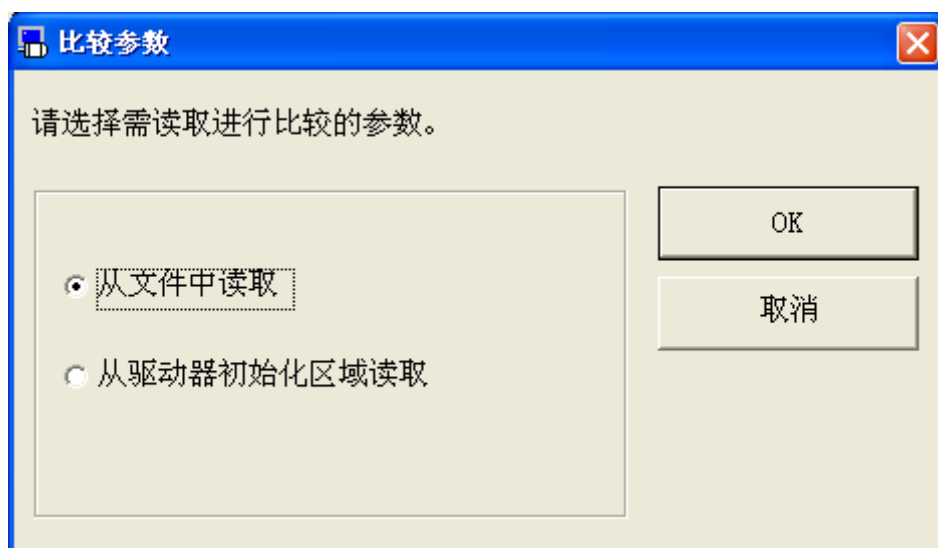 比较参数
请选择需读取进行比较的参数。
从文件中读取
从驱动器初始化区域读取
OK
取消